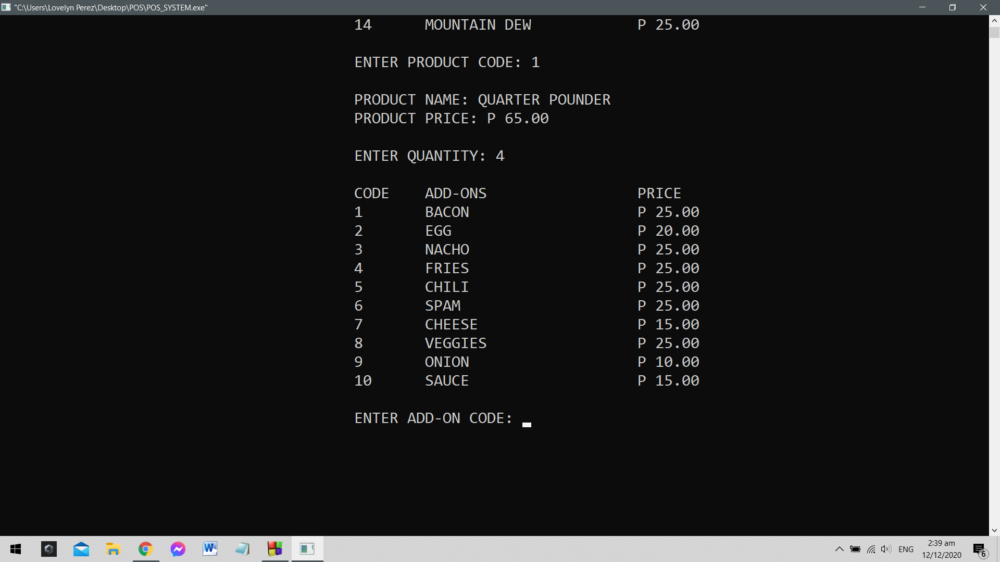 "C:\Users\Lovelyn Perez\Desktop\POS\POS_SYSTEM.exe"
14 MOUNTAIN DEW P 25.00
ENTER PRODUCT CODE: 1
PRODUCT NAME: QUARTER POUNDER
PRODUCT PRICE: P 65.00
ENTER QUANTITY: 4
CODE ADD-ONS PRICE
1 BACON P 25.00
2 EGG P 20.00
3 NACHO P 25.00
4 FRIES P 25.00
5 CHILI P 25.00
6 SPAM P 25.00
7 CHEESE P 15.00
8 VEGGIES P 25.00
9 ONION P 10.00
10 SAUCE P 15.00
ENTER ADD-ON CODE:
W
ENG
2:39 am
12/12/2020
6